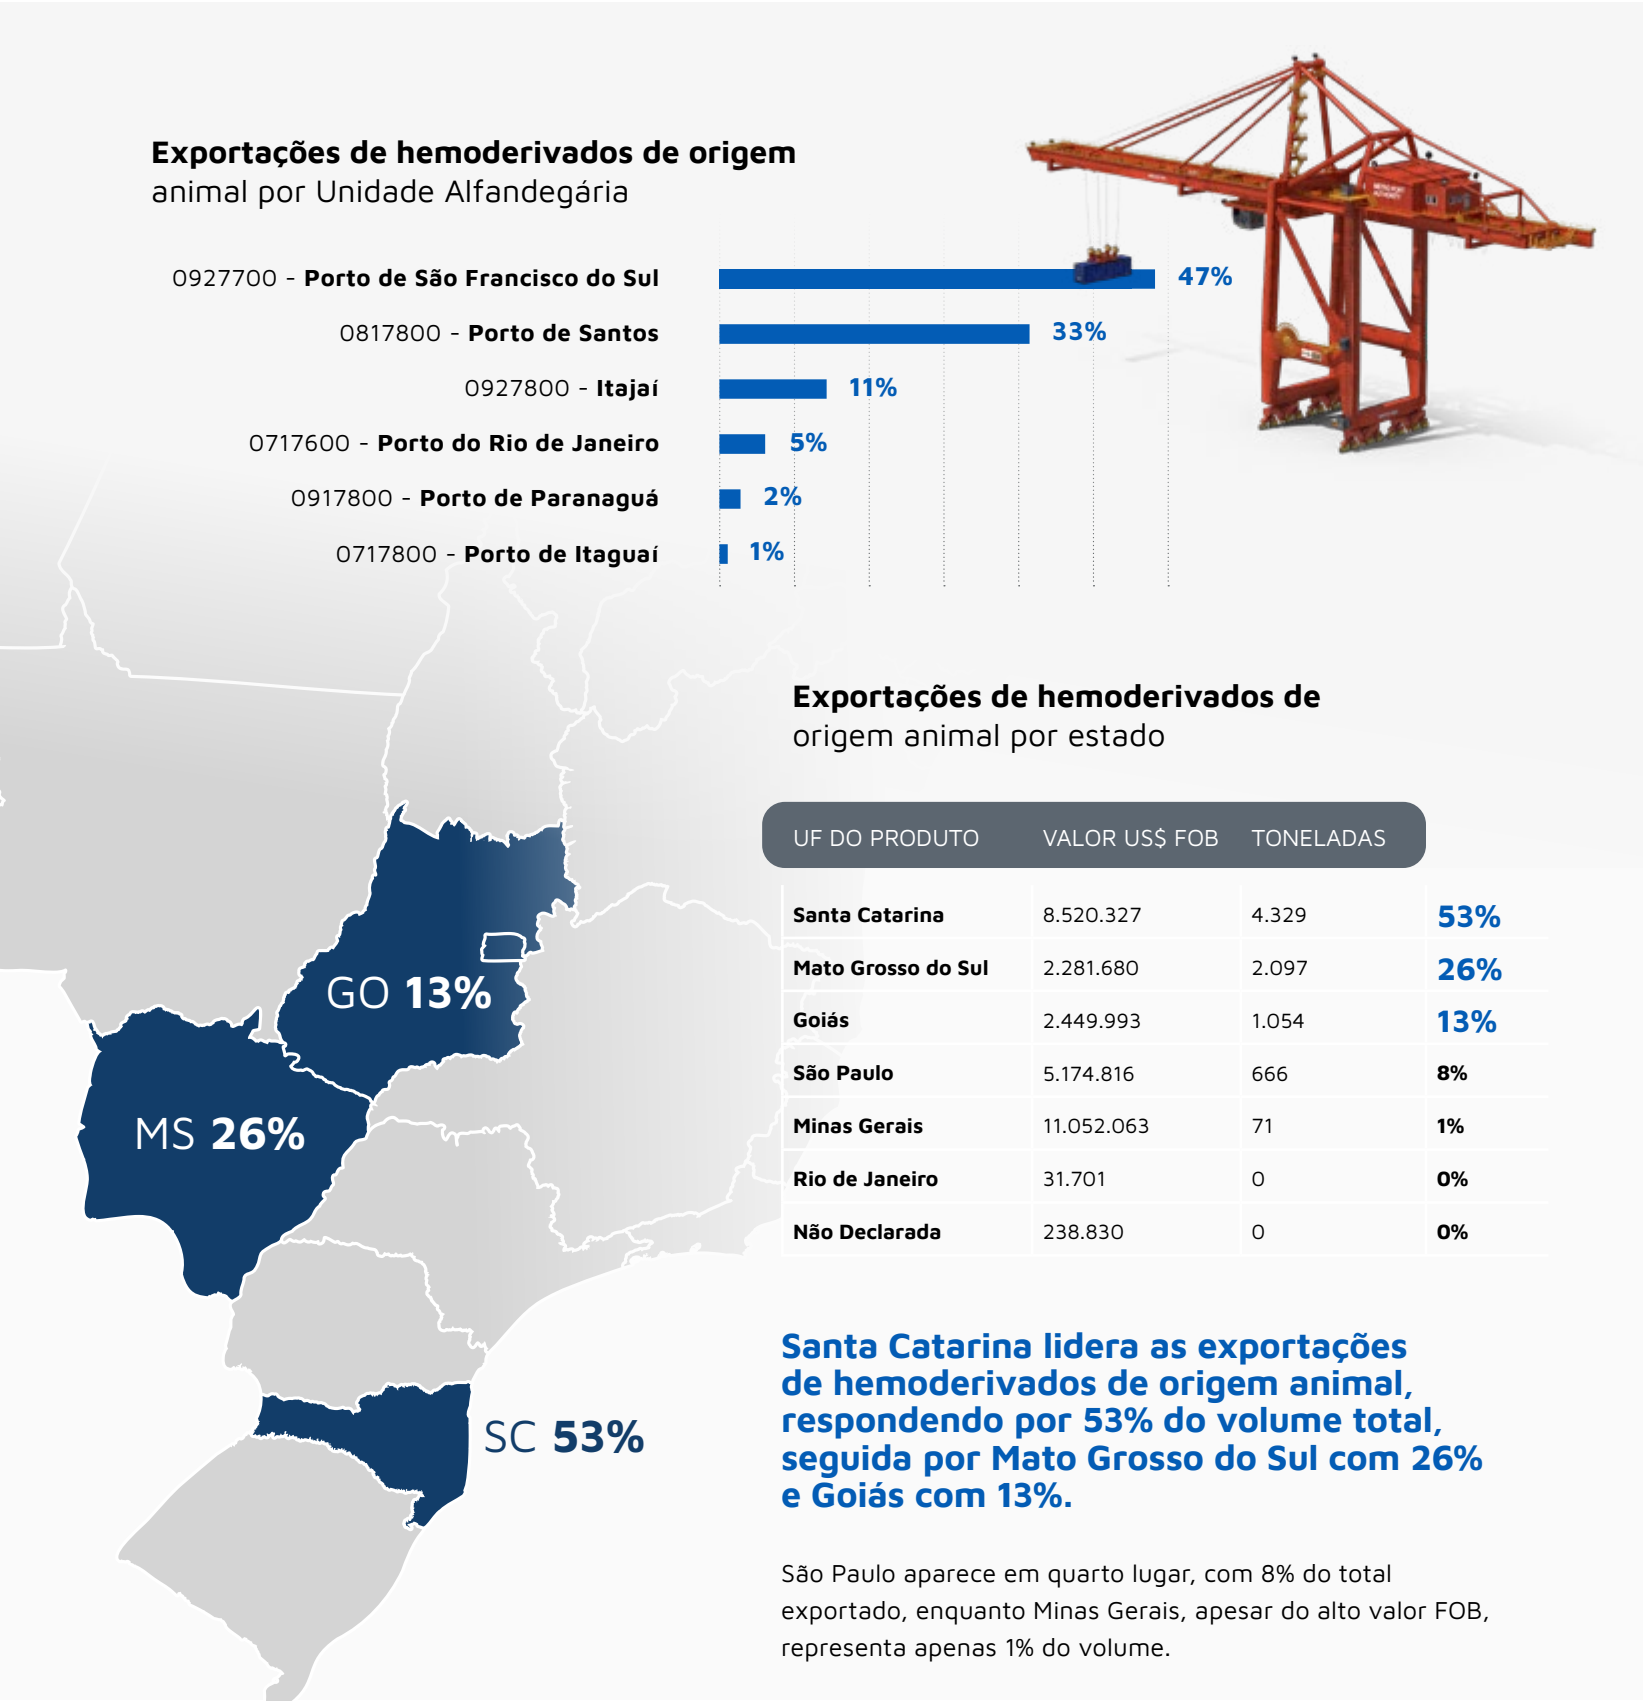 Exportações de hemoderivados de origem
animal por Unidade Alfandegária
0927700 - Porto de São Francisco do Sul 47%
0817800 - Porto de Santos 33%
0927800 - Itajaí 11%
0717600 - Porto do Rio de Janeiro 5%
0917800 - Porto de Paranaguá 2%
0717800 - Porto de Itaguaí 1%
Exportações de hemoderivados de
origem animal por estado
UF DO PRODUTO VALOR US$ FOB TONELADAS
Santa Catarina 8.520.327 4.329 53%
Mato Grosso do Sul 2.281.680 2.097 26%
Goiás 2.449.993 1.054 13%
São Paulo 5.174.816 666 8%
Minas Gerais 11.052.063 71 1%
Rio de Janeiro 31.701 0 0%
Não Declarada 238.830 0 0%
GO 13%
MS 26%
SC 53%
Santa Catarina lidera as exportações
de hemoderivados de origem animal,
respondendo por 53% do volume total,
seguida por Mato Grosso do Sul com 26%
e Goiás com 13%.
São Paulo aparece em quarto lugar, com 8% do total
exportado, enquanto Minas Gerais, apesar do alto valor FOB,
representa apenas 1% do volume.